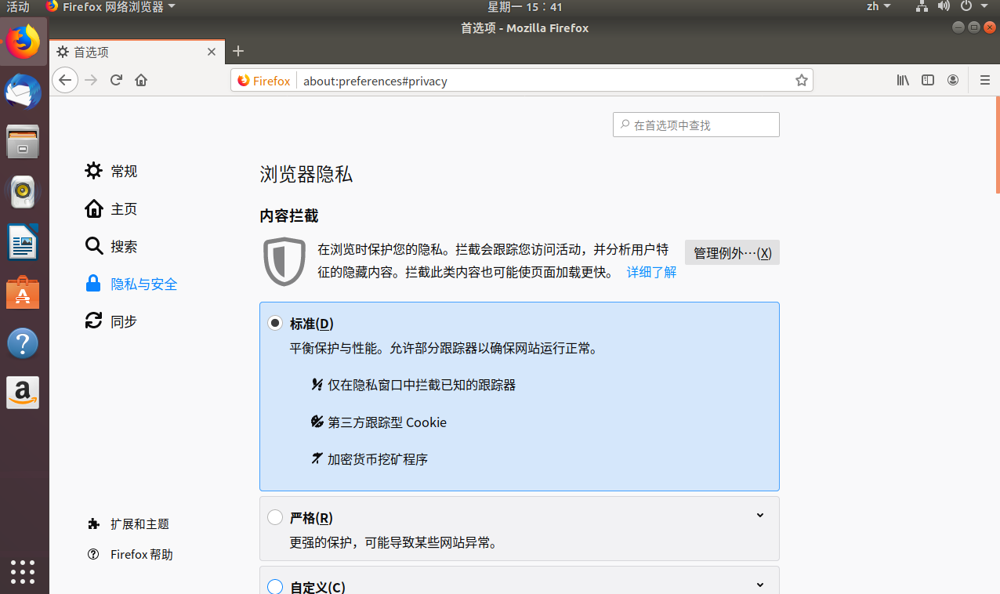 活动
Firefox 网络浏览器
星期一 15：41
zh
首选项 - Mozilla Firefox
首选项
Firefox
about:preferences#privacy
在首选项中查找
常规
主页
搜索
隐私与安全
同步
扩展和主题
Firefox 帮助
浏览器隐私
内容拦截
在浏览时保护您的隐私。拦截会跟踪您访问活动，并分析用户特
征的隐藏内容。拦截此类内容也可能使页面加载更快。 详细了解
管理例外…(X)
标准(D)
平衡保护与性能。允许部分跟踪器以确保网站运行正常。
仅在隐私窗口中拦截已知的跟踪器
第三方跟踪型 Cookie
加密货币挖矿程序
严格(R)
更强的保护，可能导致某些网站异常。
自定义(C)